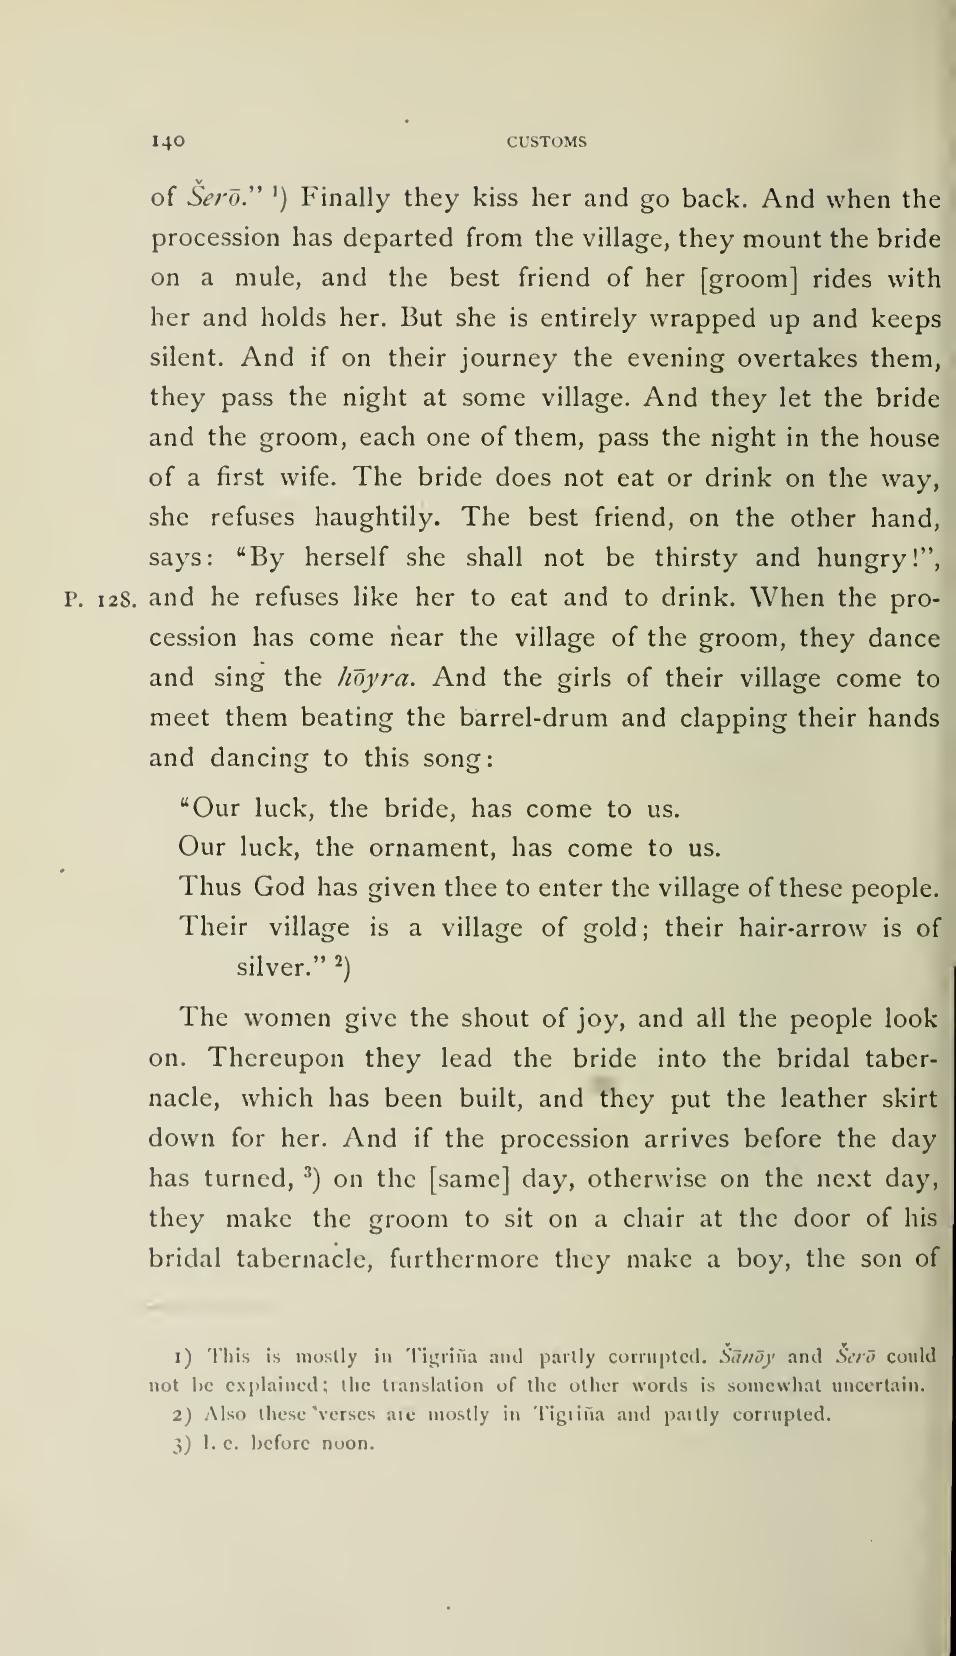 140 CUSTOMS
of Šerō.” ¹) Finally they kiss her and go back. And when the
procession has departed from the village, they mount the bride
on a mule, and the best friend of her [groom] rides with
her and holds her. But she is entirely wrapped up and keeps
silent. And if on their journey the evening overtakes them,
they pass the night at some village. And they let the bride
and the groom, each one of them, pass the night in the house
of a first wife. The bride does not eat or drink on the way,
she refuses haughtily. The best friend, on the other hand,
says: “By herself she shall not be thirsty and hungry!”,
P. 128. and he refuses like her to eat and to drink. When the pro-
cession has come near the village of the groom, they dance
and sing the hōyra. And the girls of their village come to
meet them beating the barrel-drum and clapping their hands
and dancing to this song:
“Our luck, the bride, has come to us.
Our luck, the ornament, has come to us.
Thus God has given thee to enter the village of these people.
Their village is a village of gold; their hair-arrow is of
silver.” ²)
The women give the shout of joy, and all the people look
on. Thereupon they lead the bride into the bridal taber-
nacle, which has been built, and they put the leather skirt
down for her. And if the procession arrives before the day
has turned, ³) on the [same] day, otherwise on the next day,
they make the groom to sit on a chair at the door of his
bridal tabernacle, furthermore they make a boy, the son of
1) This is mostly in Tigriña and partly corrupted. Šānōy and Šerō could
not be explained; the translation of the other words is somewhat uncertain.
2) Also these verses are mostly in Tigriña and partly corrupted.
3) I. e. before noon.